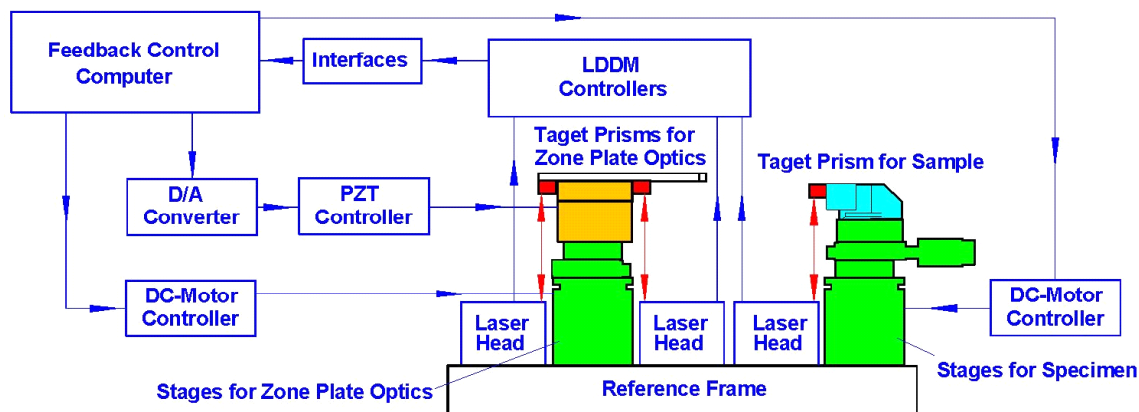 Feedback Control
Computer
Interfaces
LDDM
Controllers
Taget Prisms for
Zone Plate Optics
Taget Prism for Sample
D/A
Converter
PZT
Controller
DC-Motor
Controller
Laser
Head
Laser
Head
Laser
Head
DC-Motor
Controller
Stages for Zone Plate Optics
Reference Frame
Stages for Specimen